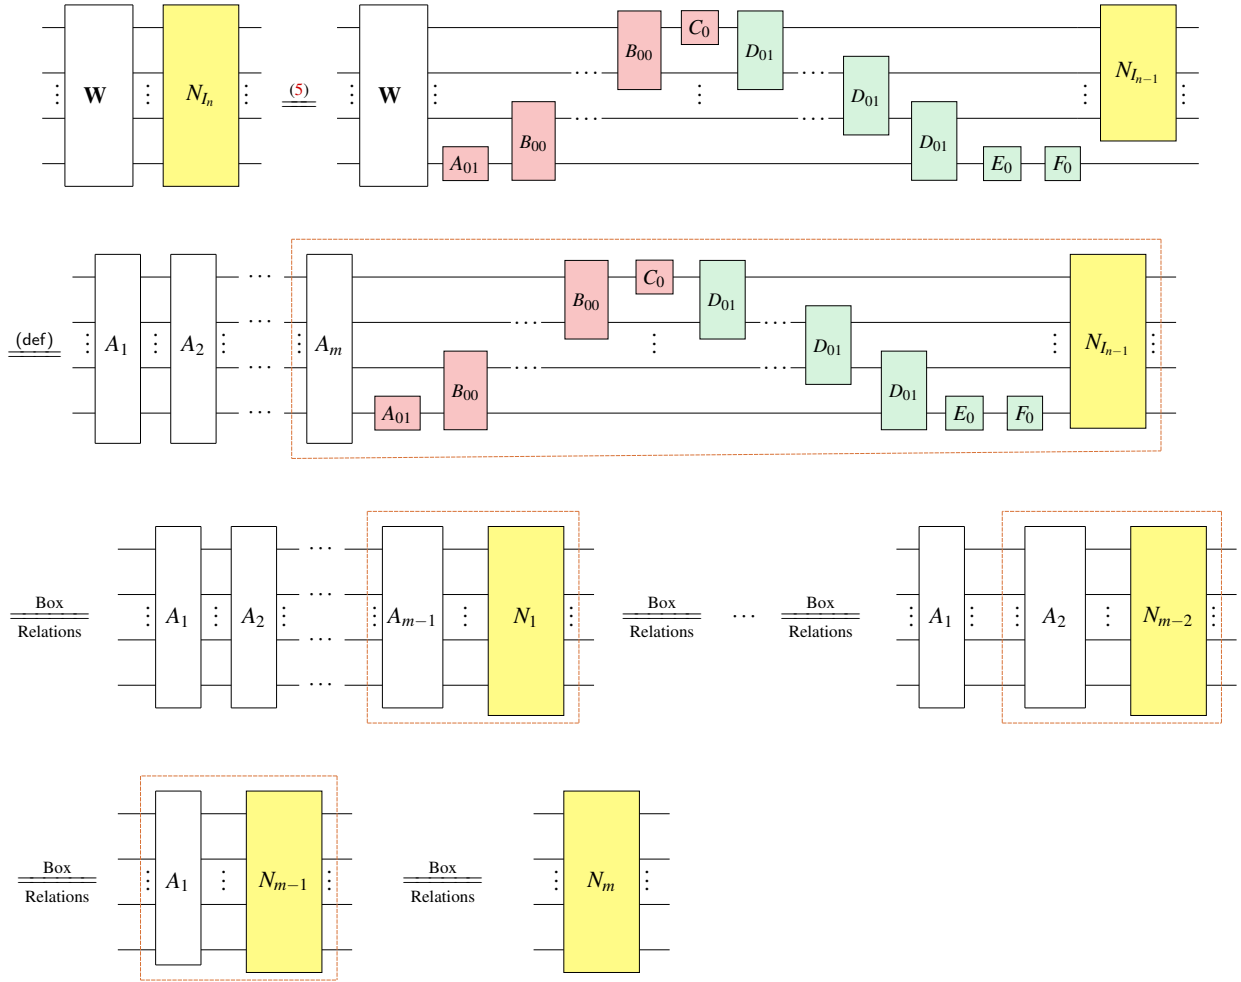 W ⋮ N_{I_n} ⋮ (5) W ⋮ A_{01} B_{00} ⋯ ⋯ B_{00} C_0 ⋮ D_{01} ⋯ ⋯ D_{01} D_{01} E_0 F_0 ⋮ N_{I_{n-1}} ⋮
(def) ⋮ A_1 ⋮ A_2 ⋮ ⋯ ⋯ ⋯ ⋯ ⋮ A_m A_{01} B_{00} ⋯ ⋯ B_{00} C_0 ⋮ D_{01} ⋯ ⋯ D_{01} D_{01} E_0 F_0 ⋮ N_{I_{n-1}} ⋮
Box
Relations
⋮ A_1 ⋮ A_2 ⋮ ⋯ ⋯ ⋯ ⋯ ⋮ A_{m-1} ⋮ N_1 ⋮
Box
Relations
⋯
Box
Relations
⋮ A_1 ⋮ ⋮ A_2 ⋮ N_{m-2} ⋮
Box
Relations
⋮ A_1 ⋮ N_{m-1} ⋮
Box
Relations
⋮ N_m ⋮